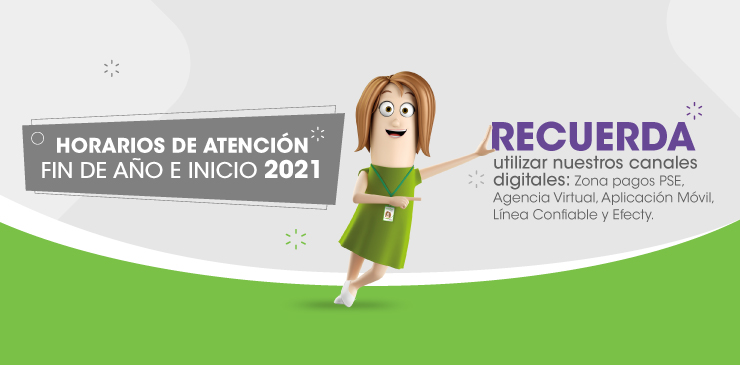 HORARIOS DE ATENCIÓN
FIN DE AÑO E INICIO 2021
RECUERDA
utilizar nuestros canales
digitales: Zona pagos PSE,
Agencia Virtual, Aplicación Móvil,
Línea Confiable y Efecty.